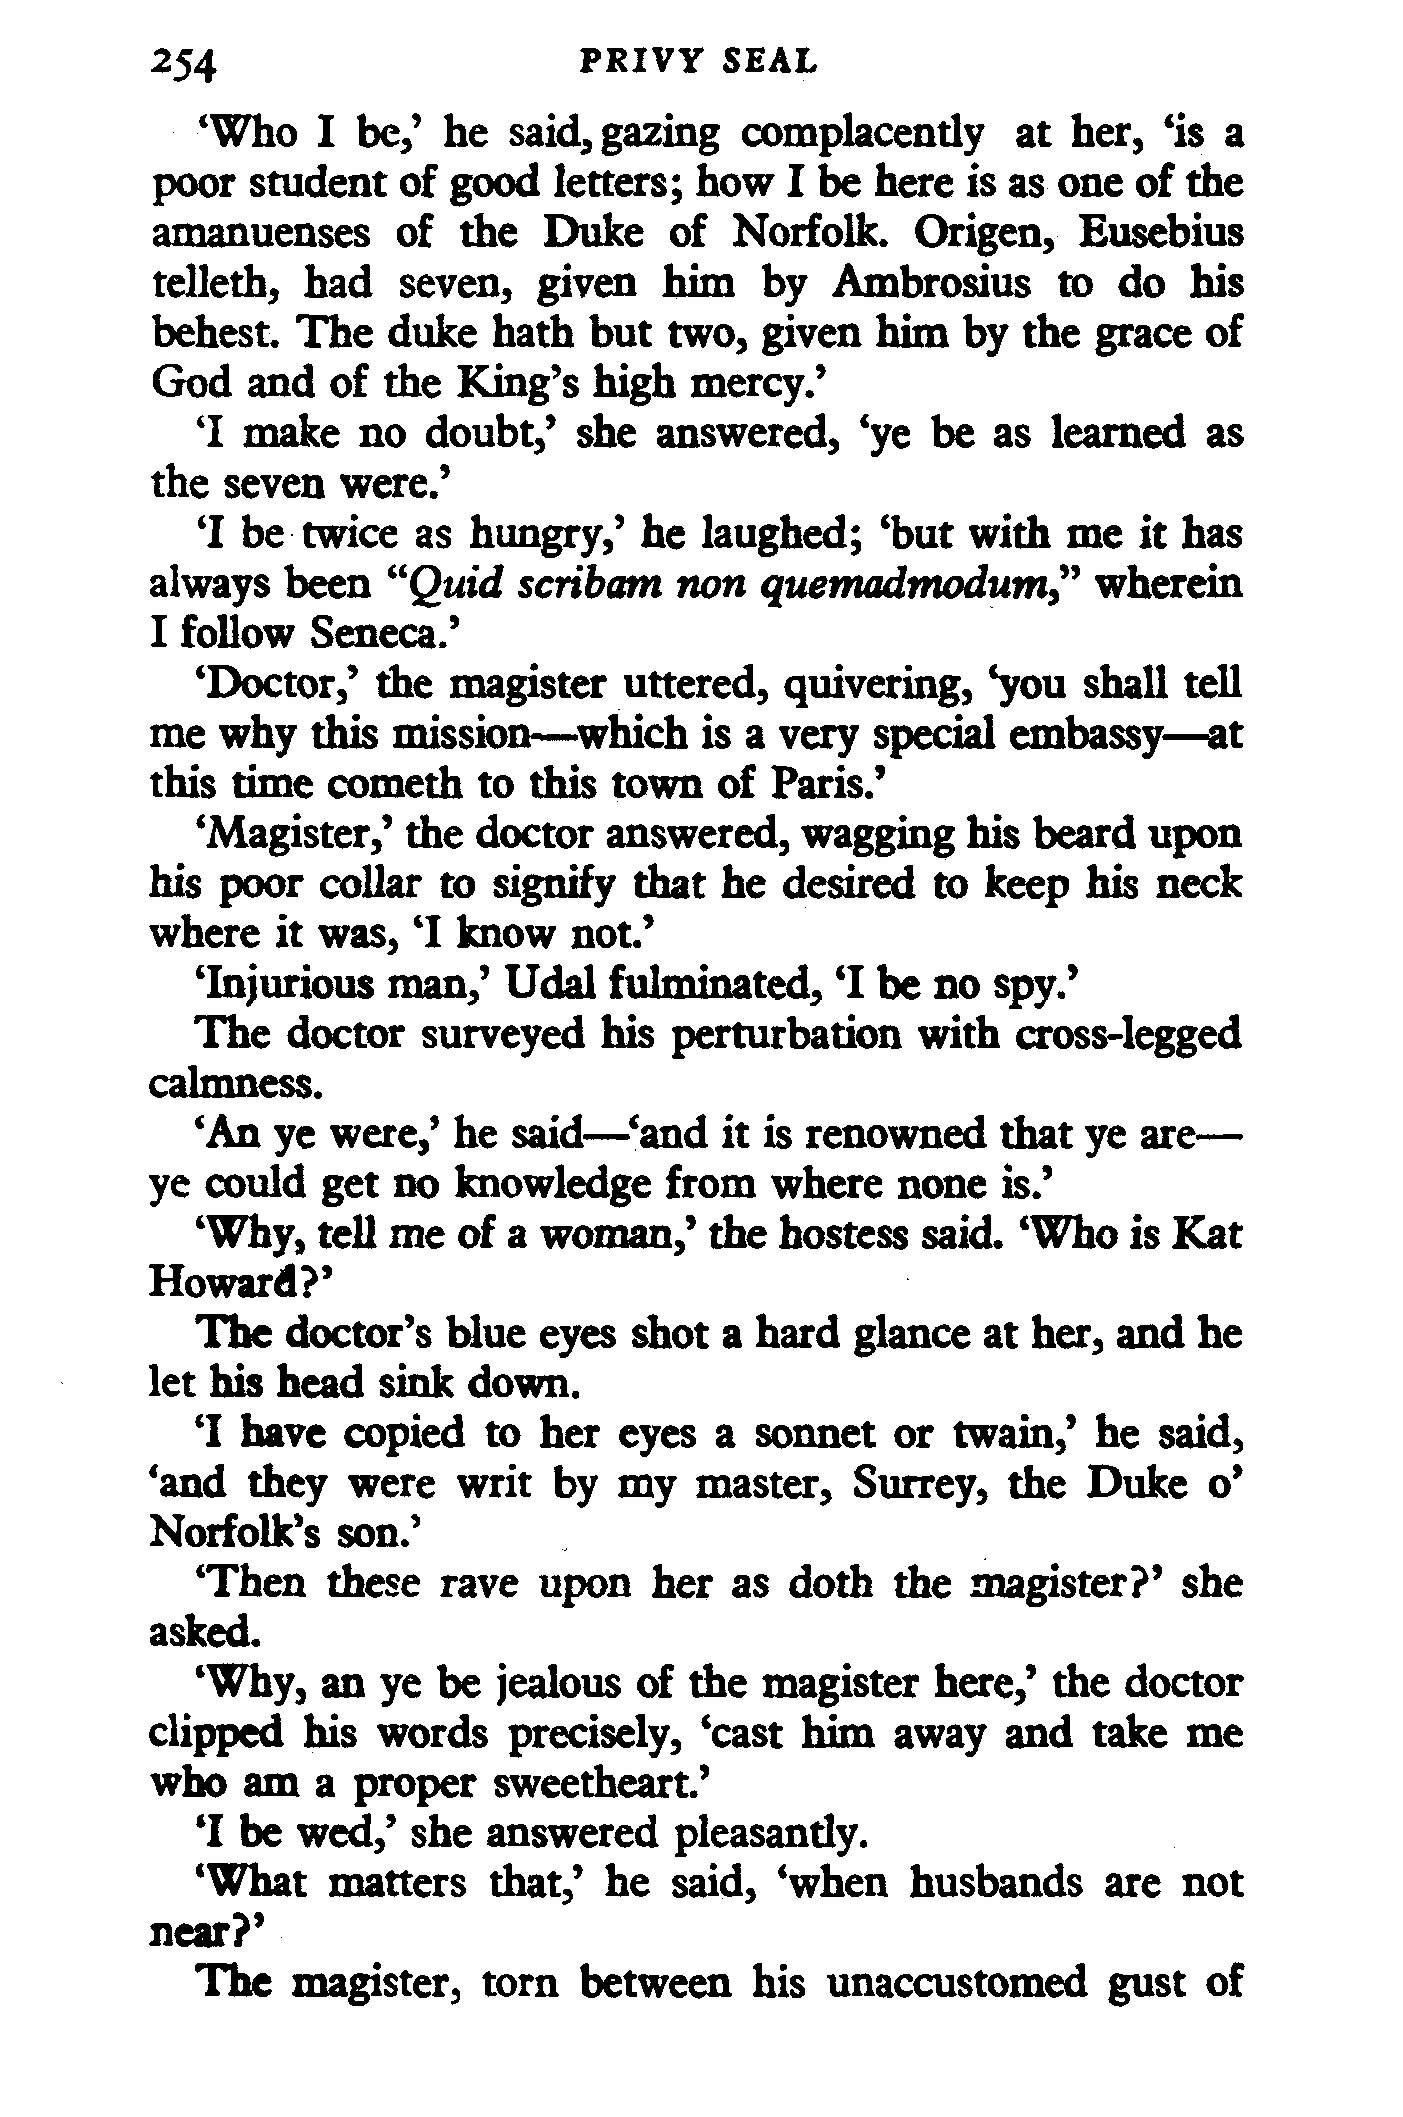 254 PRIVY SEAL
‘Who I be,’ he said, gazing complacently at her, ‘is a
poor student of good letters; how I be here is as one of the
amanuenses of the Duke of Norfolk. Origen, Eusebius
telleth, had seven, given him by Ambrosius to do his
behest. The duke hath but two, given him by the grace of
God and of the King’s high mercy.’
‘I make no doubt,’ she answered, ‘ye be as learned as
the seven were.’
‘I be twice as hungry,’ he laughed; ‘but with me it has
always been “Quid scribam non quemadmodum,” wherein
I follow Seneca.’
‘Doctor,’ the magister uttered, quivering, ‘you shall tell
me why this mission—which is a very special embassy—at
this time cometh to this town of Paris.’
‘Magister,’ the doctor answered, wagging his beard upon
his poor collar to signify that he desired to keep his neck
where it was, ‘I know not.’
‘Injurious man,’ Udal fulminated, ‘I be no spy.’
The doctor surveyed his perturbation with cross-legged
calmness.
‘An ye were,’ he said—‘and it is renowned that ye are—
ye could get no knowledge from where none is.’
‘Why, tell me of a woman,’ the hostess said. ‘Who is Kat
Howard?’
The doctor’s blue eyes shot a hard glance at her, and he
let his head sink down.
‘I have copied to her eyes a sonnet or twain,’ he said,
‘and they were writ by my master, Surrey, the Duke o’
Norfolk’s son.’
‘Then these rave upon her as doth the magister?’ she
asked.
‘Why, an ye be jealous of the magister here,’ the doctor
clipped his words precisely, ‘cast him away and take me
who am a proper sweetheart.’
‘I be wed,’ she answered pleasantly.
‘What matters that,’ he said, ‘when husbands are not
near?’
The magister, torn between his unaccustomed gust of